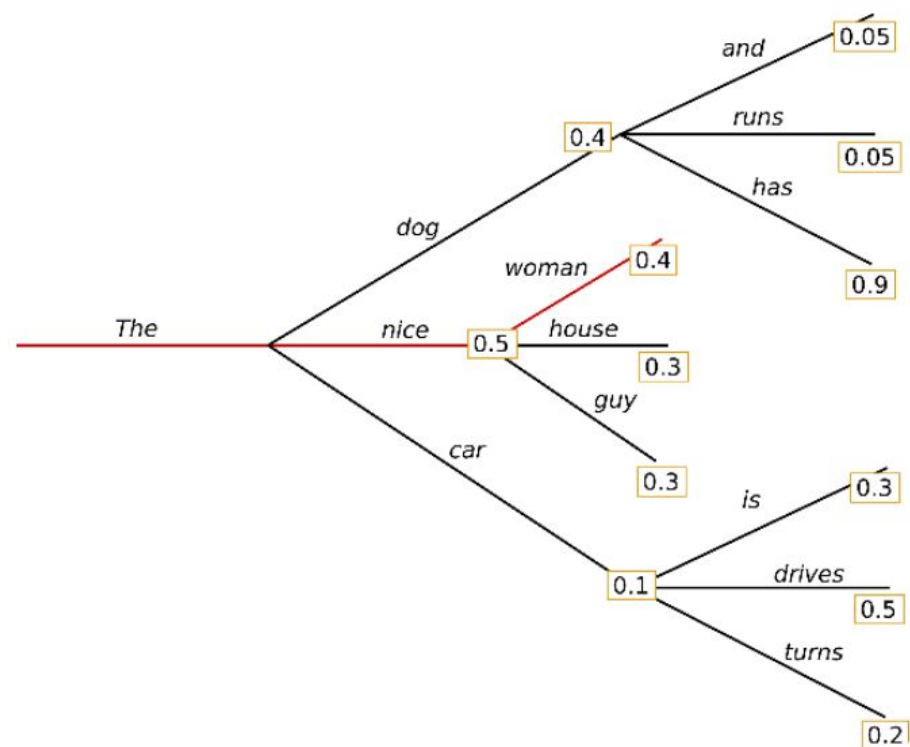 and
0.05
0.4
runs
0.05
has
0.9
dog
woman
0.4
The
nice
0.5
house
0.3
guy
0.3
car
is
0.3
0.1
drives
0.5
turns
0.2